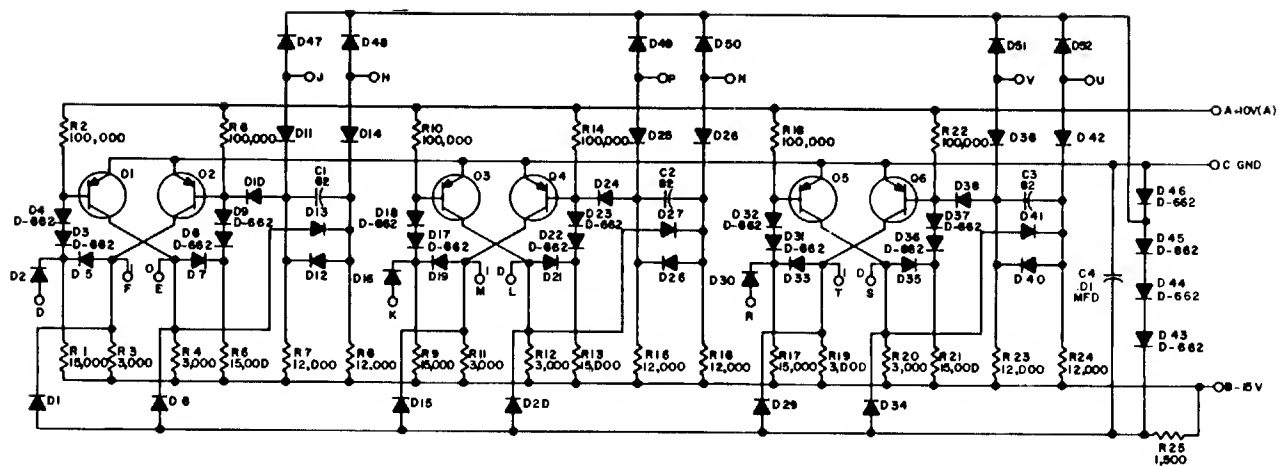 D47 D48 D49 D50 D51 D52
J H P N V U
A+10V(A)
R2 100,000
R6 100,000
D11 D14
R10 100,000
R14 100,000
D25 D26
R18 100,000
R22 100,000
D36 D42
C GND
D1 O2 O3 Q4 O5 Q6
D10 C1 82
D24 C2 82
D38 C3 82
D46 D-662
D4 D-662
D9 D-662
D13
D18 D-662
D23 D-662
D27
D32 D-662
D37 D-662
D41
D45 D-662
D3 D-662
D8 D-662
D17 D-662
D22 D-662
D31 D-662
D36 D-662
D44 D-662
D2 D5 D7 D12 D16 D19 D21 D26 D30 D33 D35 D40
D F O E K I M D L R I T D S
C4 .01 MFD
D43 D-662
R1 15,000
R3 3,000
R4 3,000
R5 15,000
R7 12,000
R8 12,000
R9 15,000
R11 3,000
R12 3,000
R13 15,000
R15 12,000
R16 12,000
R17 15,000
R19 3,000
R20 3,000
R21 15,000
R23 12,000
R24 12,000
B-15V
D1 D6 D15 D20 D29 D34
R25 1,500